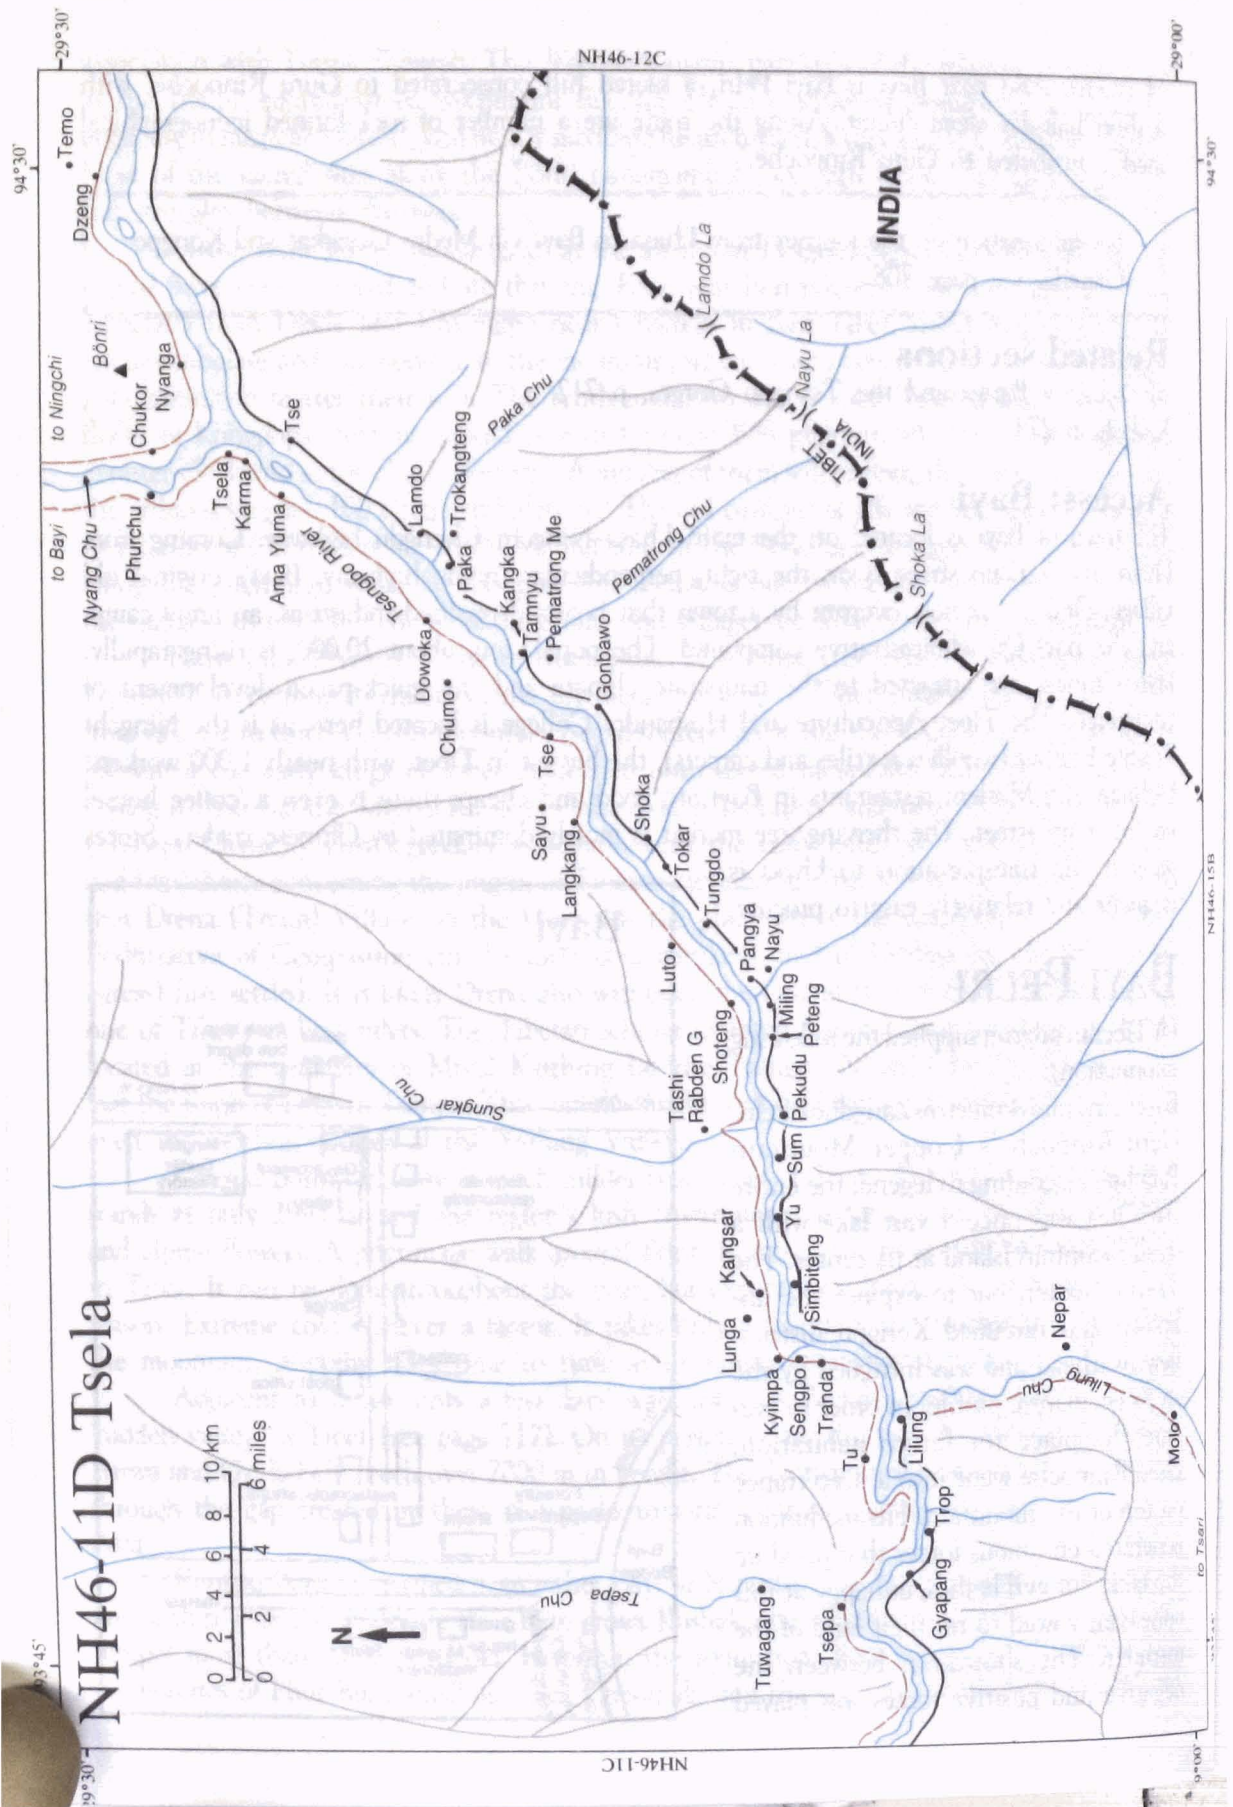 NH46-11D Tsela
29°30'
94°30'
NH46-12C
29°00'
94°30'
NH46-15B
NH46-11C
0 2 4 6 8 10 km
0 2 4 6 miles
N
to Bayi
to Ningchi
Nyang Chu
Phurchu
Chukor
Bönri
Nyanga
Dzeng
Temo
Tsela
Karma
Ama Yuma
Tse
Tsangpo River
Lamdo
Trokangteng
Paka
Paka Chu
Kangka
Tamnyu
Pematrong Me
Pematrong Chu
Dowoka
Chumo
Gonbawo
Tse
Sayu
Langkang
Shoka
Tokar
Tungdo
Luto
Pangya
Nayu
Miling
Peteng
Shoteng
Tashi
Rabden G
Pekudu
Sum
Yu
Simbiteng
Sungkar Chu
Kangsar
Lunga
Kyimpa
Sengpo
Tranda
Tu
Lilung
Lilung
Chu
Nepar
Molo
to Tsari
Trop
Gyapang
Tsepa
Tuwagang
Tsepa
Chu
Shoka La
TIBET
INDIA
Nayu La
Lamdo La
INDIA